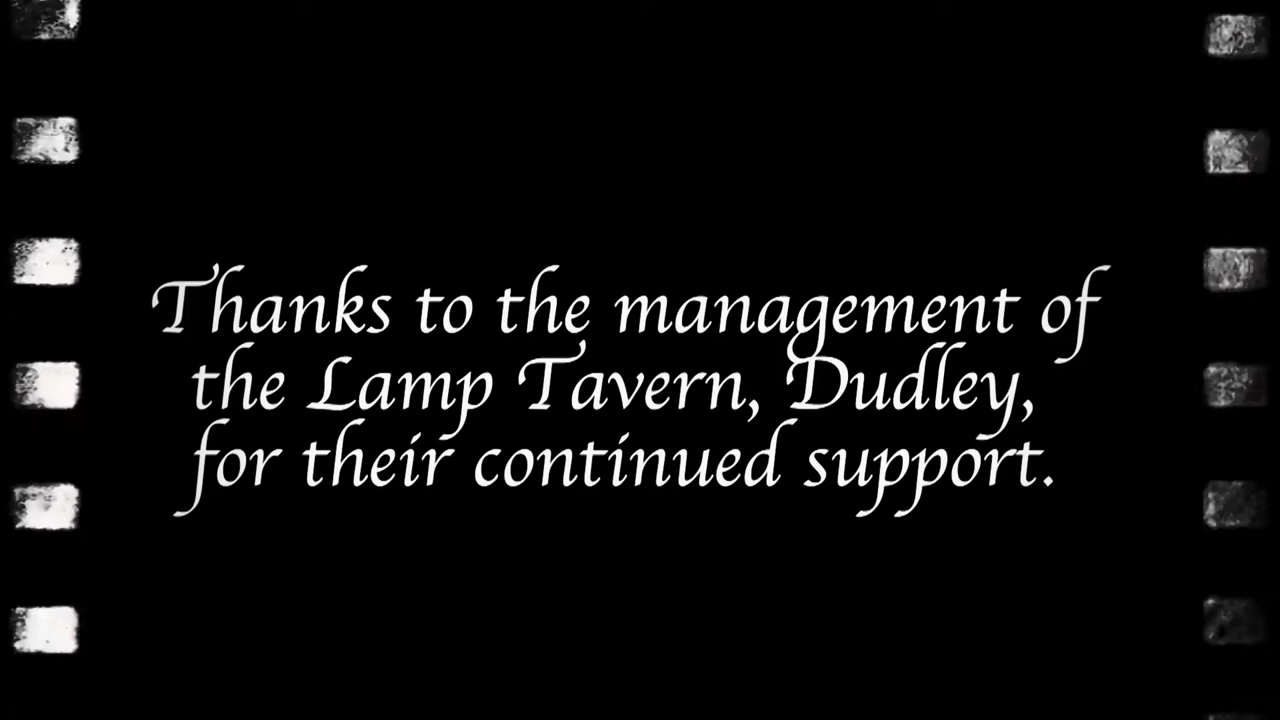 Thanks to the management of
the Lamp Tavern, Dudley,
for their continued support.